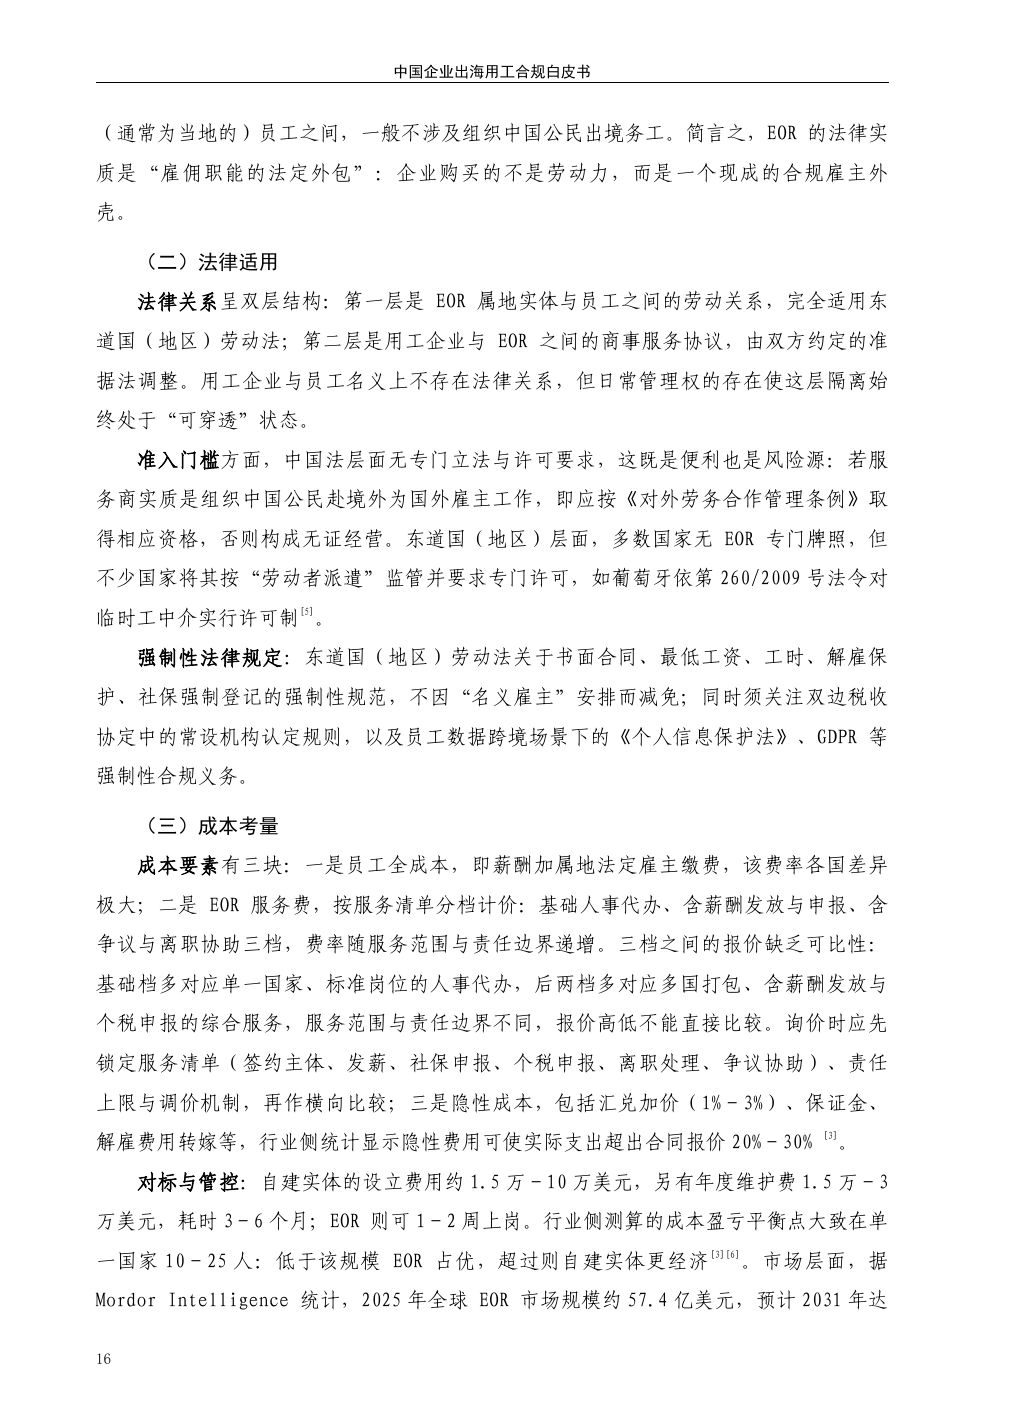 中国企业出海用工合规白皮书
（通常为当地的）员工之间，一般不涉及组织中国公民出境务工。简言之，EOR 的法律实
质是“雇佣职能的法定外包”：企业购买的不是劳动力，而是一个现成的合规雇主外
壳。
（二）法律适用
法律关系呈双层结构：第一层是 EOR 属地实体与员工之间的劳动关系，完全适用东
道国（地区）劳动法；第二层是用工企业与 EOR 之间的商事服务协议，由双方约定的准
据法调整。用工企业与员工名义上不存在法律关系，但日常管理权的存在使这层隔离始
终处于“可穿透”状态。
准入门槛方面，中国法层面无专门立法与许可要求，这既是便利也是风险源：若服
务商实质是组织中国公民赴境外为国外雇主工作，即应按《对外劳务合作管理条例》取
得相应资格，否则构成无证经营。东道国（地区）层面，多数国家无 EOR 专门牌照，但
不少国家将其按“劳动者派遣”监管并要求专门许可，如葡萄牙依第 260/2009 号法令对
临时工中介实行许可制[5]。
强制性法律规定：东道国（地区）劳动法关于书面合同、最低工资、工时、解雇保
护、社保强制登记的强制性规范，不因“名义雇主”安排而减免；同时须关注双边税收
协定中的常设机构认定规则，以及员工数据跨境场景下的《个人信息保护法》、GDPR 等
强制性合规义务。
（三）成本考量
成本要素有三块：一是员工全成本，即薪酬加属地法定雇主缴费，该费率各国差异
极大；二是 EOR 服务费，按服务清单分档计价：基础人事代办、含薪酬发放与申报、含
争议与离职协助三档，费率随服务范围与责任边界递增。三档之间的报价缺乏可比性：
基础档多对应单一国家、标准岗位的人事代办，后两档多对应多国打包、含薪酬发放与
个税申报的综合服务，服务范围与责任边界不同，报价高低不能直接比较。询价时应先
锁定服务清单（签约主体、发薪、社保申报、个税申报、离职处理、争议协助）、责任
上限与调价机制，再作横向比较；三是隐性成本，包括汇兑加价（1%－3%）、保证金、
解雇费用转嫁等，行业侧统计显示隐性费用可使实际支出超出合同报价 20%－30% [3]。
对标与管控：自建实体的设立费用约 1.5 万－10 万美元，另有年度维护费 1.5 万－3
万美元，耗时 3－6 个月；EOR 则可 1－2 周上岗。行业侧测算的成本盈亏平衡点大致在单
一国家 10－25 人：低于该规模 EOR 占优，超过则自建实体更经济[3][6]。市场层面，据
Mordor Intelligence 统计，2025 年全球 EOR 市场规模约 57.4 亿美元，预计 2031 年达
16